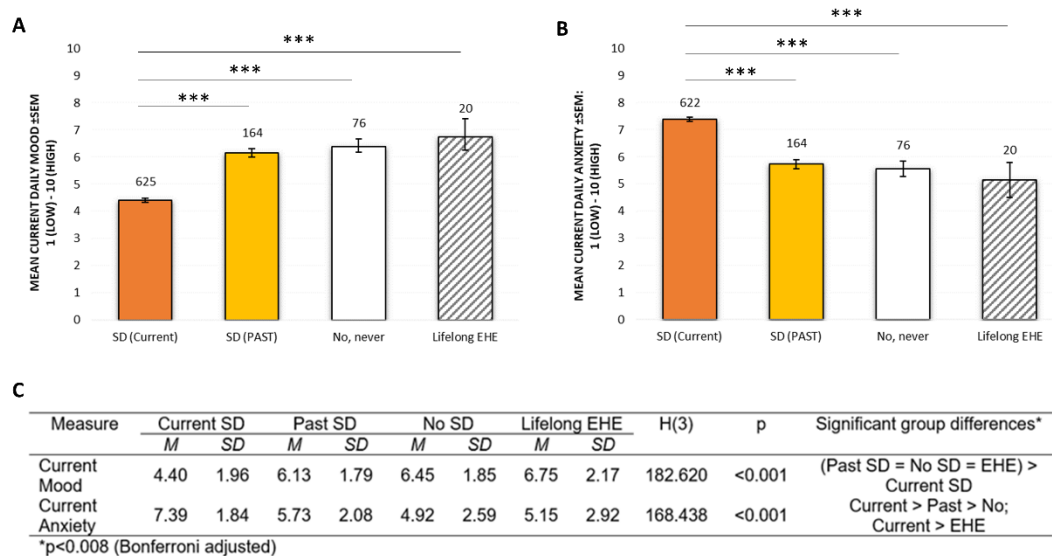 A
***
***
***
10
9
8
7
6
5
4
3
2
1
0
MEAN CURRENT DAILY MOOD ±SEM
1 (LOW) - 10 (HIGH)
625
164
76
20
SD (Current)
SD (PAST)
No, never
Lifelong EHE
B
***
***
***
10
9
8
7
6
5
4
3
2
1
0
MEAN CURRENT DAILY ANXIETY ±SEM:
1 (LOW) - 10 (HIGH)
622
164
76
20
SD (Current)
SD (PAST)
No, never
Lifelong EHE
C
Measure Current SD Past SD No SD Lifelong EHE H(3) p Significant group differences*
M SD M SD M SD M SD
Current Mood 4.40 1.96 6.13 1.79 6.45 1.85 6.75 2.17 182.620 <0.001 (Past SD = No SD = EHE) > Current SD
Current Anxiety 7.39 1.84 5.73 2.08 4.92 2.59 5.15 2.92 168.438 <0.001 Current > Past > No; Current > EHE
*p<0.008 (Bonferroni adjusted)